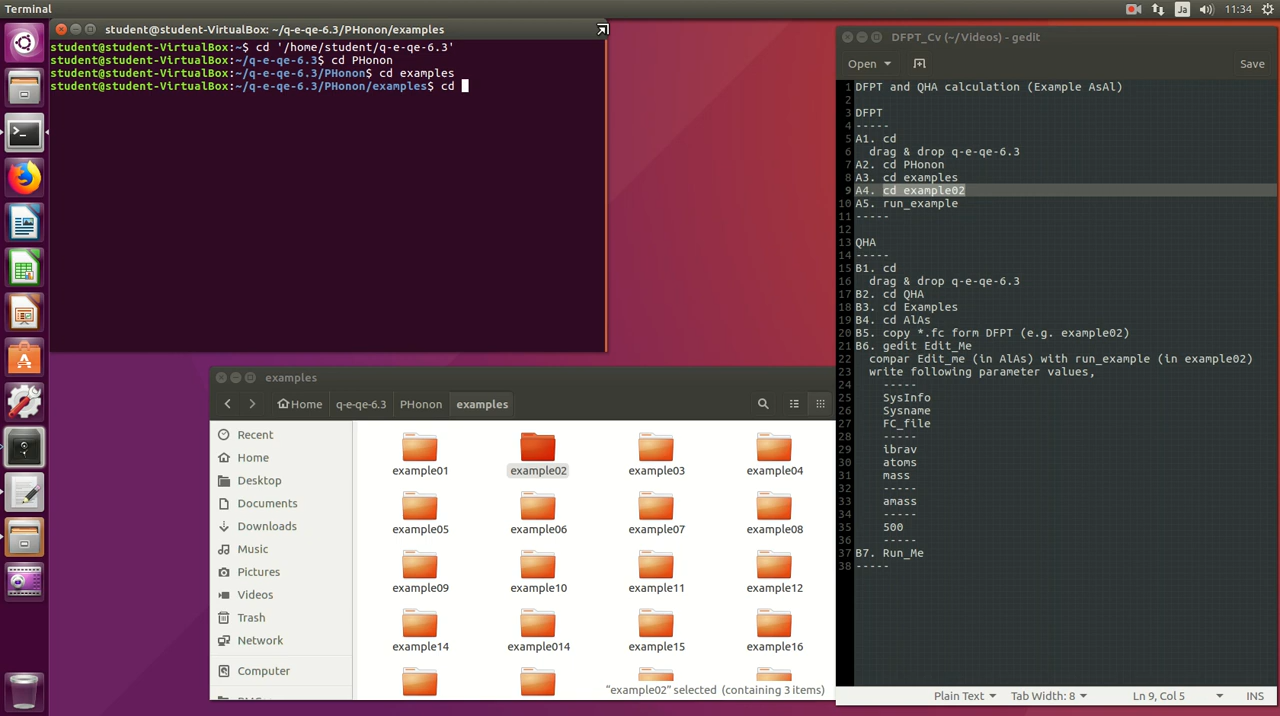 Terminal
Ja
11:34
student@student-VirtualBox: ~/q-e-qe-6.3/PHonon/examples
student@student-VirtualBox:~$ cd '/home/student/q-e-qe-6.3'
student@student-VirtualBox:~/q-e-qe-6.3$ cd PHonon
student@student-VirtualBox:~/q-e-qe-6.3/PHonon$ cd examples
student@student-VirtualBox:~/q-e-qe-6.3/PHonon/examples$ cd
DFPT_Cv (~/Videos) - gedit
Open
Save
1 DFPT and QHA calculation (Example AsAl)
2
3 DFPT
4 -----
5 A1. cd
6 drag & drop q-e-qe-6.3
7 A2. cd PHonon
8 A3. cd examples
9 A4. cd example02
10 A5. run_example
11 -----
12
13 QHA
14 -----
15 B1. cd
16 drag & drop q-e-qe-6.3
17 B2. cd QHA
18 B3. cd Examples
19 B4. cd AlAs
20 B5. copy *.fc form DFPT (e.g. example02)
21 B6. gedit Edit_Me
22 compar Edit_me (in AlAs) with run_example (in example02)
23 write following parameter values,
24 -----
25 SysInfo
26 Sysname
27 FC_file
28 -----
29 ibrav
30 atoms
31 mass
32 -----
33 amass
34 -----
35 500
36 -----
37 B7. Run_Me
38 -----
Plain Text
Tab Width: 8
Ln 9, Col 5
INS
examples
Home
q-e-qe-6.3
PHonon
examples
Recent
Home
Desktop
Documents
Downloads
Music
Pictures
Videos
Trash
Network
Computer
example01
example02
example03
example04
example05
example06
example07
example08
example09
example10
example11
example12
example14
example014
example15
example16
"example02" selected (containing 3 items)